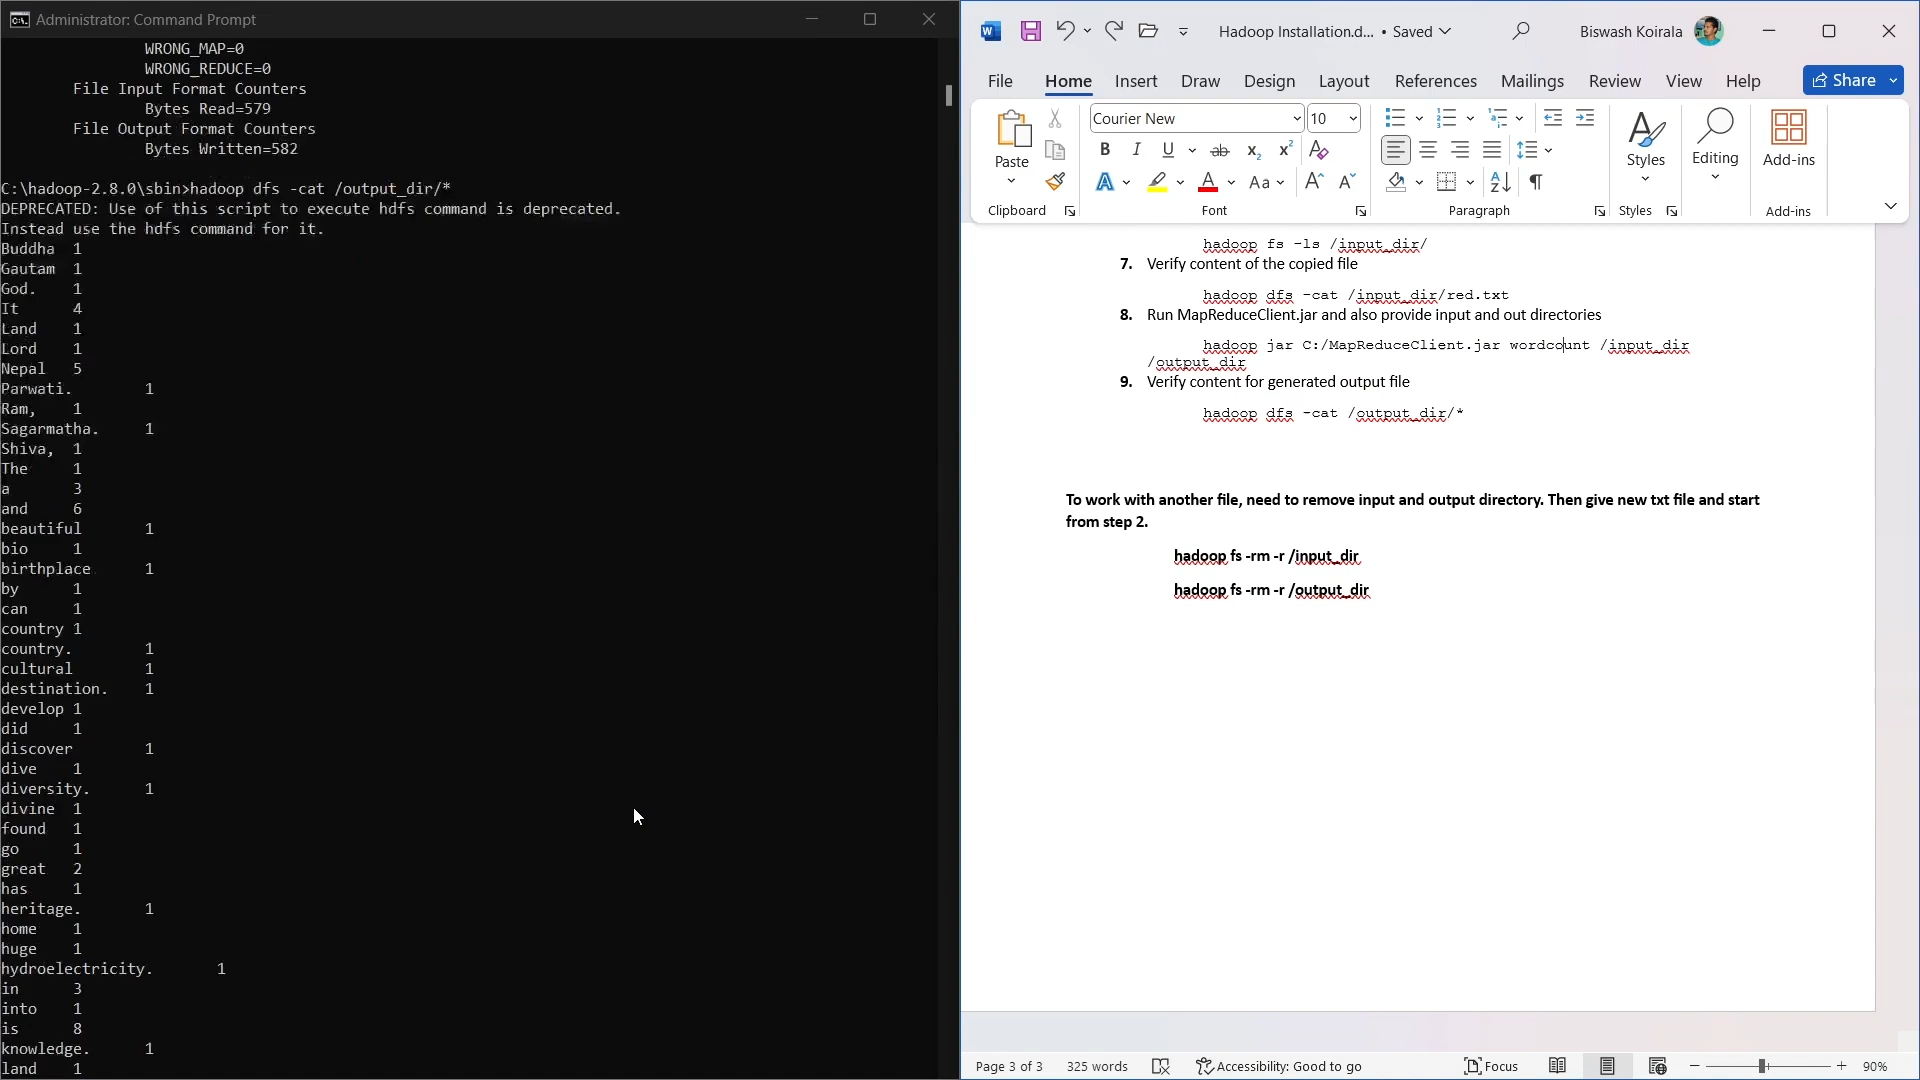 Administrator: Command Prompt
WRONG_MAP=0
WRONG_REDUCE=0
File Input Format Counters
Bytes Read=579
File Output Format Counters
Bytes Written=582
C:\hadoop-2.8.0\sbin>hadoop dfs -cat /output_dir/*
DEPRECATED: Use of this script to execute hdfs command is deprecated.
Instead use the hdfs command for it.
Buddha 1
Gautam 1
God. 1
It 4
Land 1
Lord 1
Nepal 5
Parwati. 1
Ram, 1
Sagarmatha. 1
Shiva, 1
The 1
a 3
and 6
beautiful 1
bio 1
birthplace 1
by 1
can 1
country 1
country. 1
cultural 1
destination. 1
develop 1
did 1
discover 1
dive 1
diversity. 1
divine 1
found 1
go 1
great 2
has 1
heritage. 1
home 1
huge 1
hydroelectricity. 1
in 3
into 1
is 8
knowledge. 1
land 1
Hadoop Installation.d... • Saved
Biswash Koirala
File Home Insert Draw Design Layout References Mailings Review View Help Share
Courier New 10
Paste
Styles
Editing
Add-ins
Clipboard Font Paragraph Styles Add-ins
hadoop fs -ls /input_dir/
7. Verify content of the copied file
hadoop dfs -cat /input_dir/red.txt
8. Run MapReduceClient.jar and also provide input and out directories
hadoop jar C:/MapReduceClient.jar wordcount /input_dir
/output_dir
9. Verify content for generated output file
hadoop dfs -cat /output_dir/*
To work with another file, need to remove input and output directory. Then give new txt file and start
from step 2.
hadoop fs -rm -r /input_dir
hadoop fs -rm -r /output_dir
Page 3 of 3 325 words Accessibility: Good to go Focus 90%